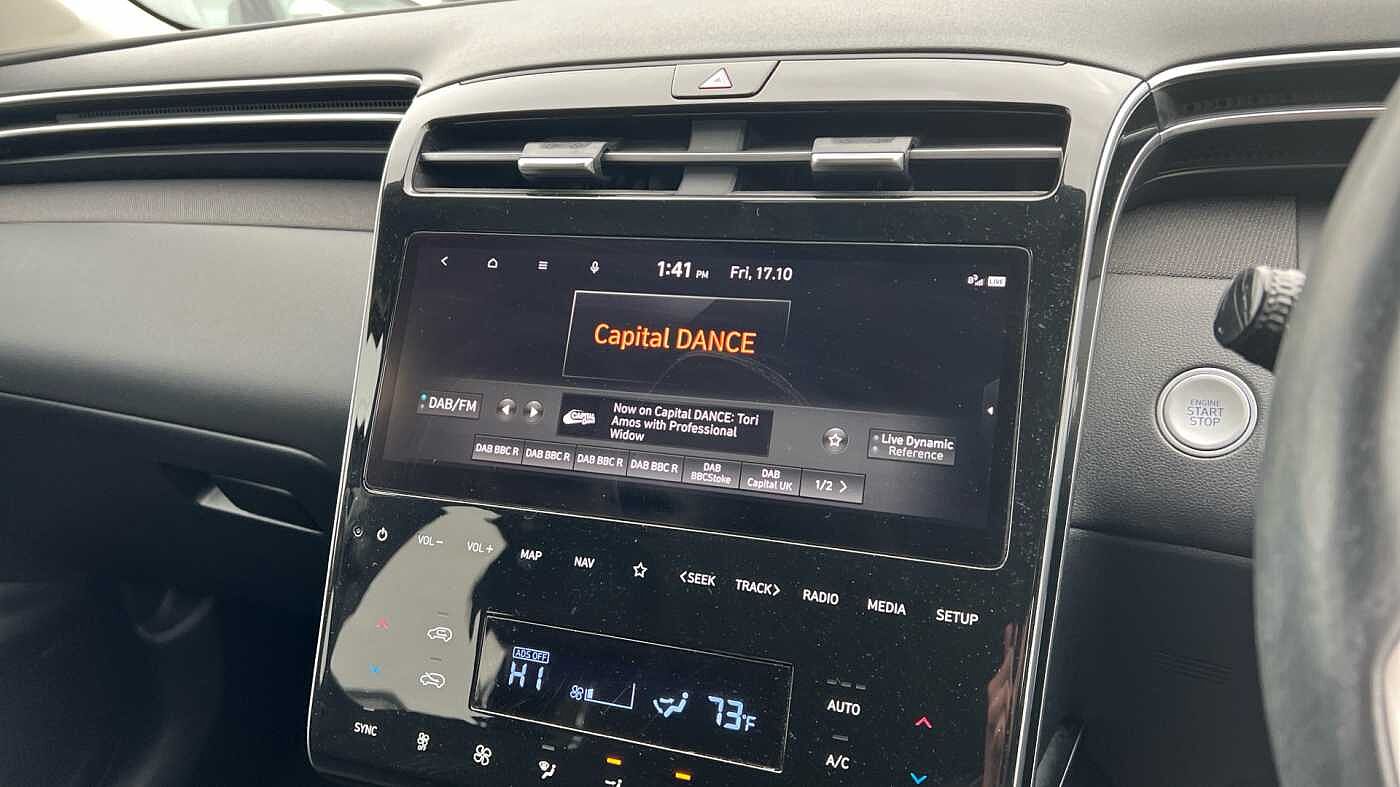 1:41 PM Fri, 17.10
LIVE
Capital DANCE
DAB/FM
CAPITAL
Now on Capital DANCE: Tori
Amos with Professional
Widow
Live Dynamic
Reference
DAB BBC R
DAB BBC R
DAB BBC R
DAB BBC R
DAB
BBCStoke
DAB
Capital UK
1/2 >
ENGINE
START
STOP
VOL−
VOL+
MAP
NAV
<SEEK
TRACK>
RADIO
MEDIA
SETUP
ADS OFF
HI
73°F
AUTO
SYNC
off
A/C